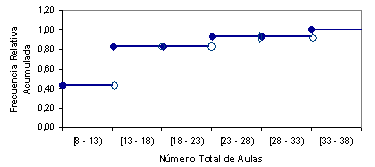 Frecuencia Relativa
Acumulada
1,20
1,00
0,80
0,60
0,40
0,20
0,00
[8 - 13) [13 - 18) [18 - 23) [23 - 28) [28 - 33) [33 - 38)
Número Total de Aulas